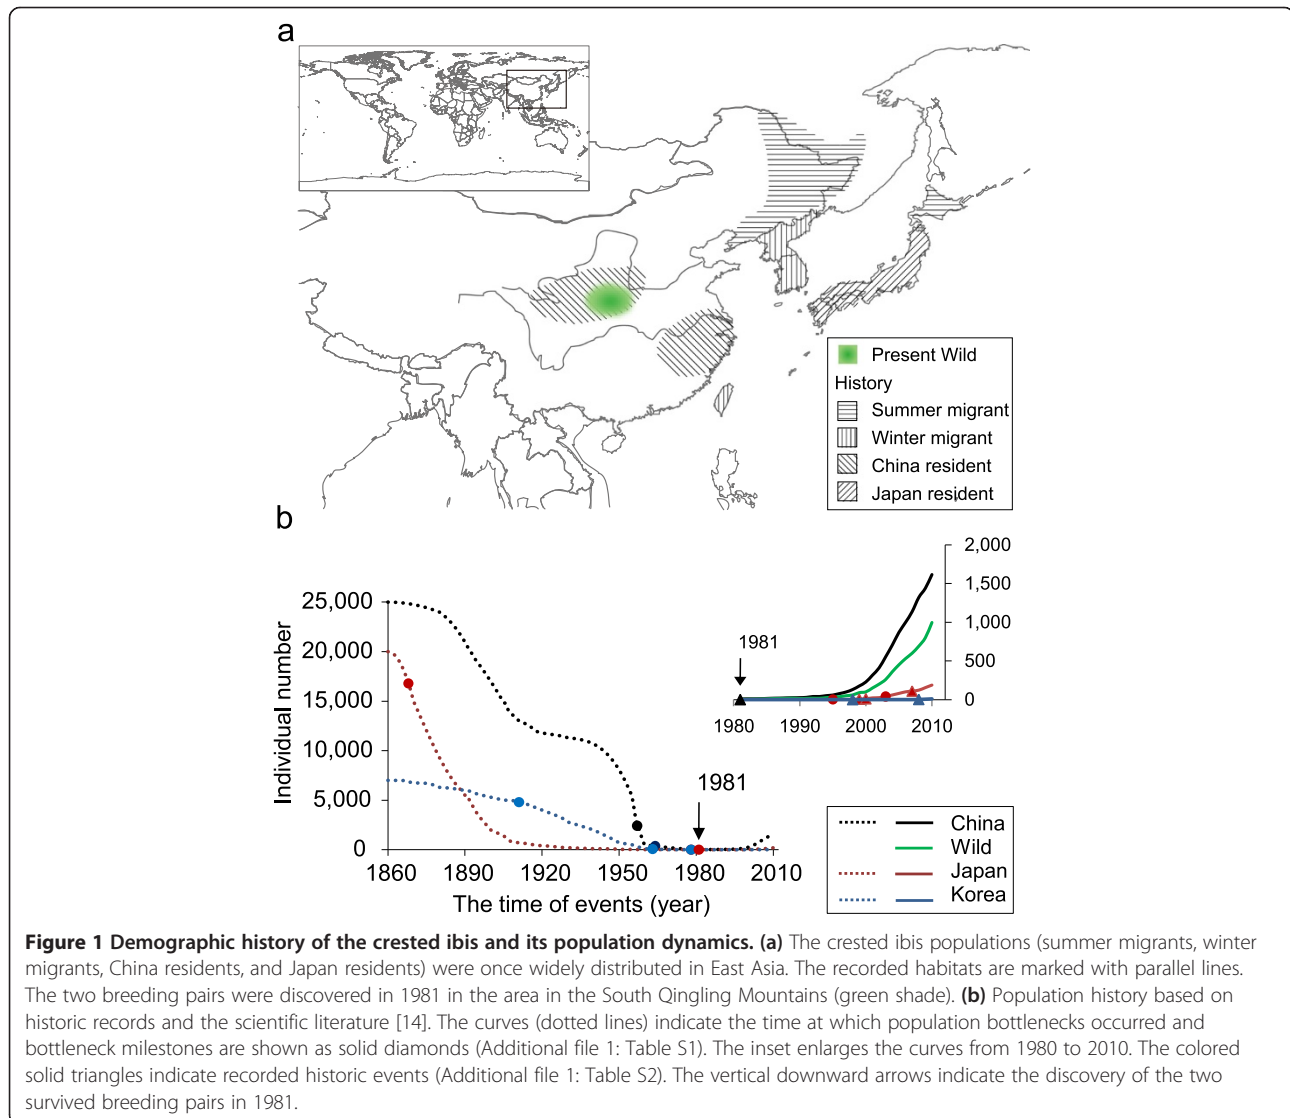 a
Present Wild
History
Summer migrant
Winter migrant
China resident
Japan resident
b
2,000
1,500
1,000
500
0
1981
1980 1990 2000 2010
25,000
20,000
15,000
10,000
5,000
0
Individual number
1981
1860 1890 1920 1950 1980 2010
The time of events (year)
China
Wild
Japan
Korea
Figure 1 Demographic history of the crested ibis and its population dynamics. (a) The crested ibis populations (summer migrants, winter
migrants, China residents, and Japan residents) were once widely distributed in East Asia. The recorded habitats are marked with parallel lines.
The two breeding pairs were discovered in 1981 in the area in the South Qingling Mountains (green shade). (b) Population history based on
historic records and the scientific literature [14]. The curves (dotted lines) indicate the time at which population bottlenecks occurred and
bottleneck milestones are shown as solid diamonds (Additional file 1: Table S1). The inset enlarges the curves from 1980 to 2010. The colored
solid triangles indicate recorded historic events (Additional file 1: Table S2). The vertical downward arrows indicate the discovery of the two
survived breeding pairs in 1981.